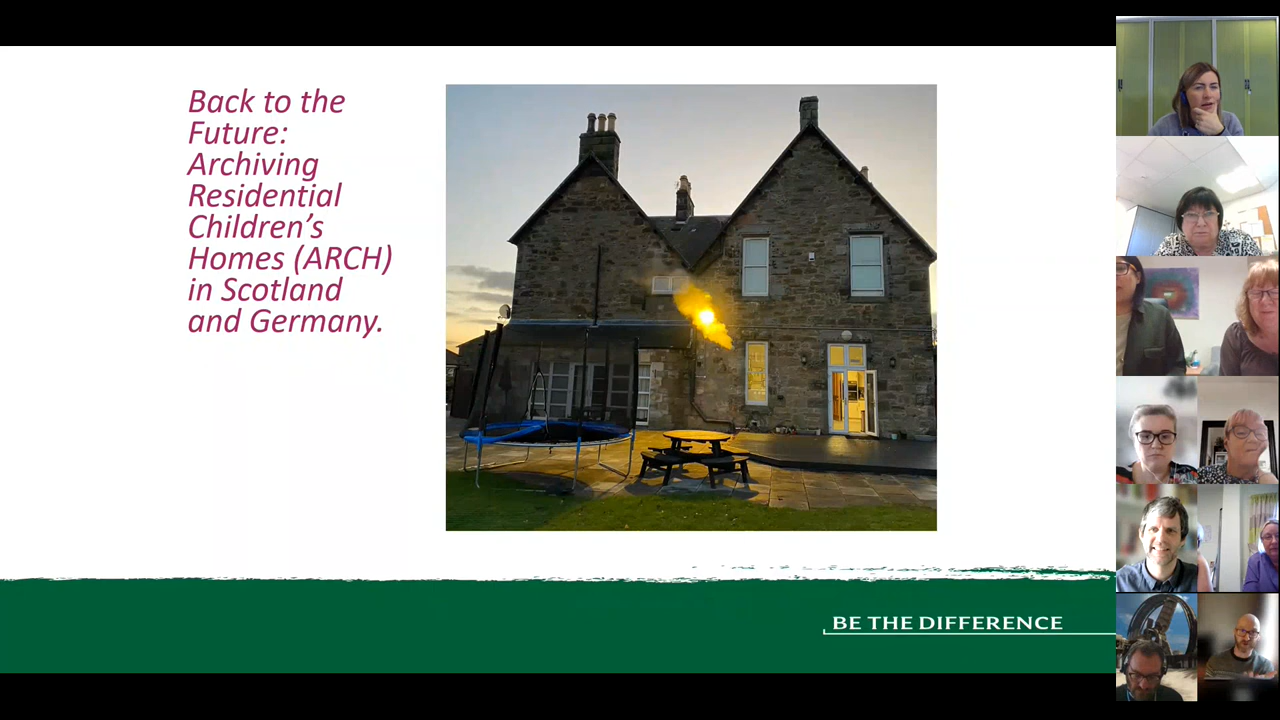 Back to the
Future:
Archiving
Residential
Children’s
Homes (ARCH)
in Scotland
and Germany.
BE THE DIFFERENCE